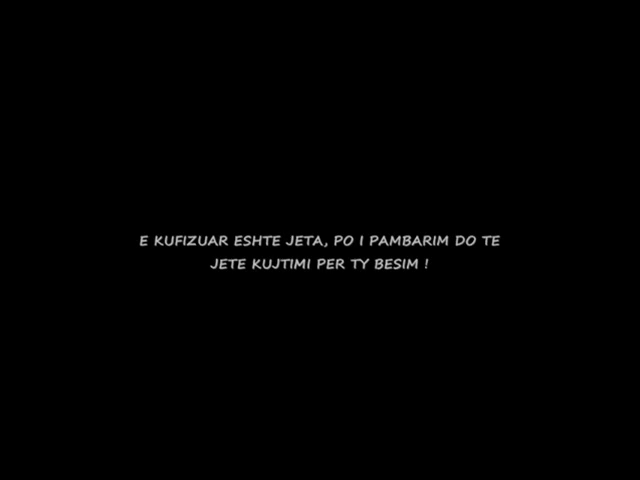 E KUFIZUAR ESHTE JETA, PO I PAMBARIM DO TE
JETE KUJTIMI PER TY BESIM !